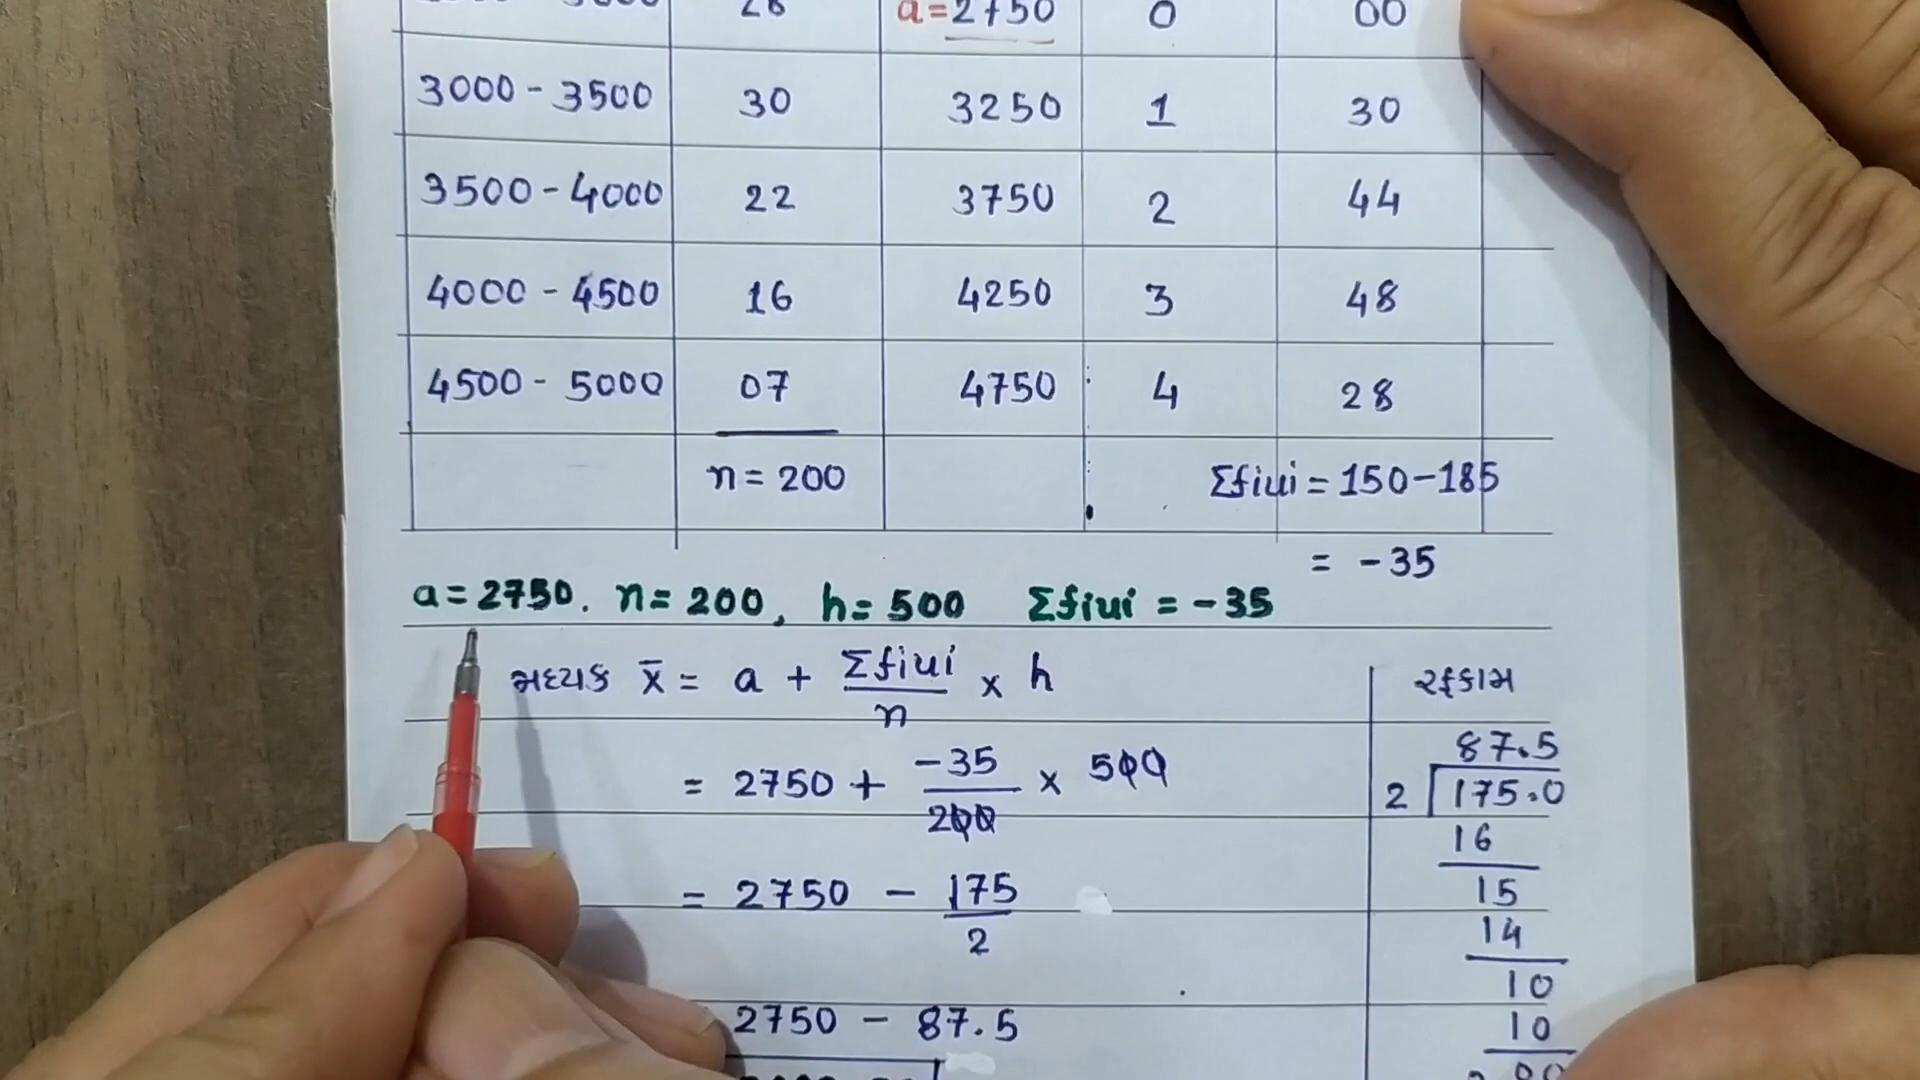 28 a=2750 0 00
3000 - 3500 30 3250 1 30
3500 - 4000 22 3750 2 44
4000 - 4500 16 4250 3 48
4500 - 5000 07 4750 4 28
n = 200 Σfiui = 150-185
= -35
a=2750. n=200, h=500 Σfiui = -35
મધ્યક x̄ = a + Σfiui/n × h
= 2750 + -35/200 × 500
= 2750 - 175/2
2750 - 87.5
રફકામ
87.5
2 175.0
16
15
14
10
10